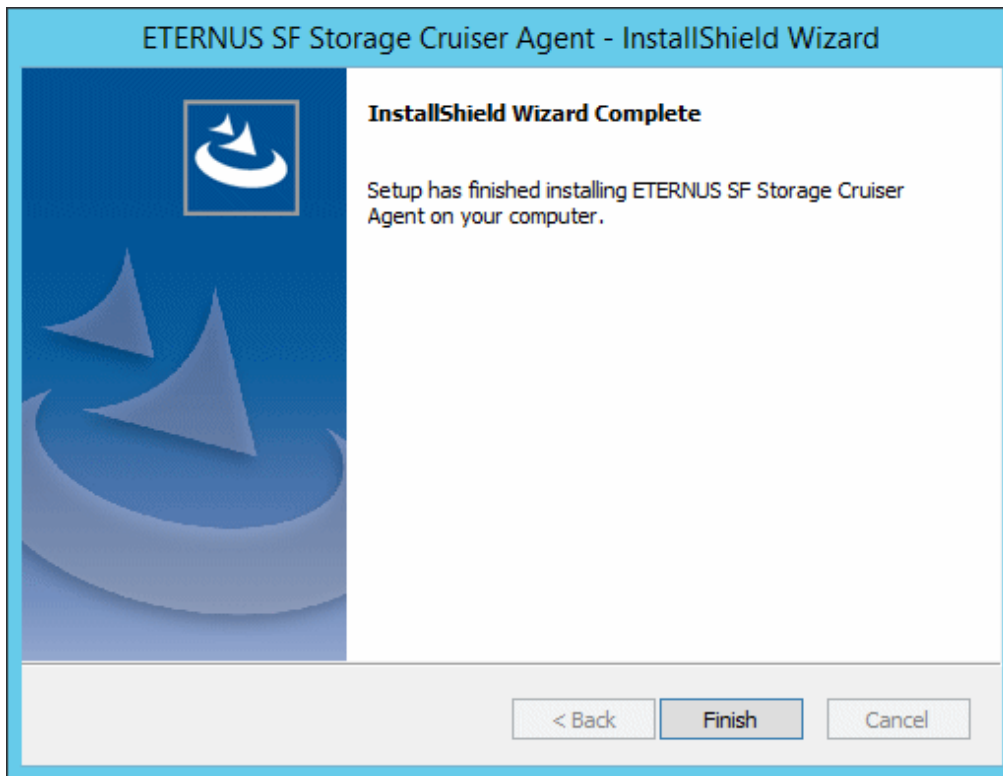 ETERNUS SF Storage Cruiser Agent - InstallShield Wizard
InstallShield Wizard Complete
Setup has finished installing ETERNUS SF Storage Cruiser
Agent on your computer.
< Back
Finish
Cancel